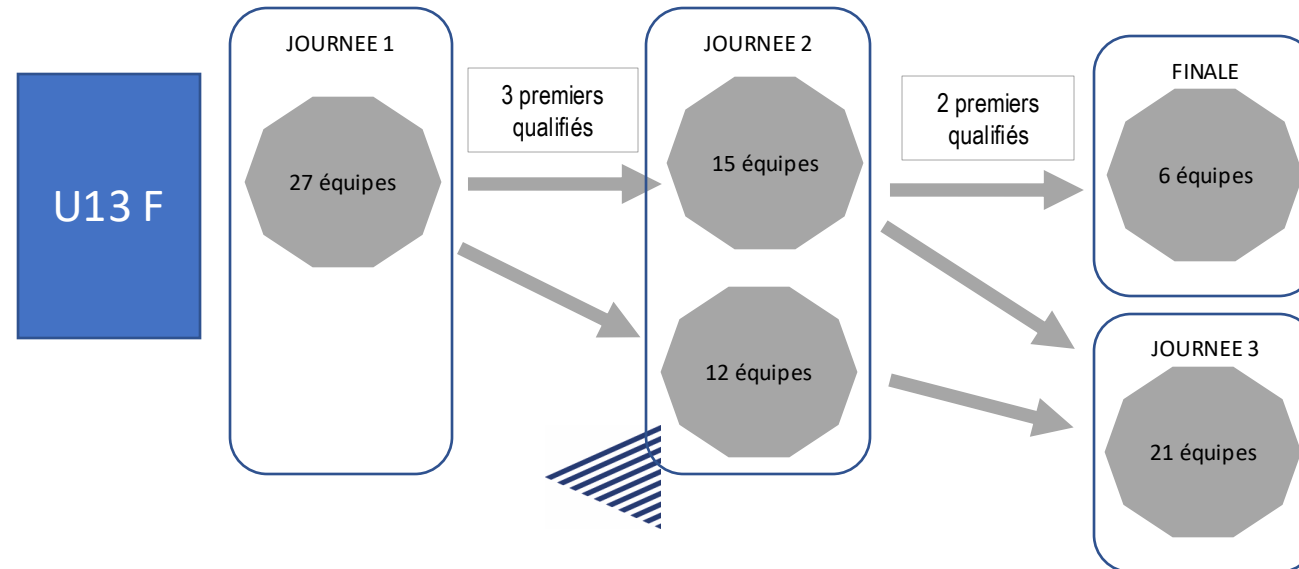 U13 F
JOURNEE 1
27 équipes
3 premiers
qualifiés
JOURNEE 2
15 équipes
12 équipes
2 premiers
qualifiés
FINALE
6 équipes
JOURNEE 3
21 équipes